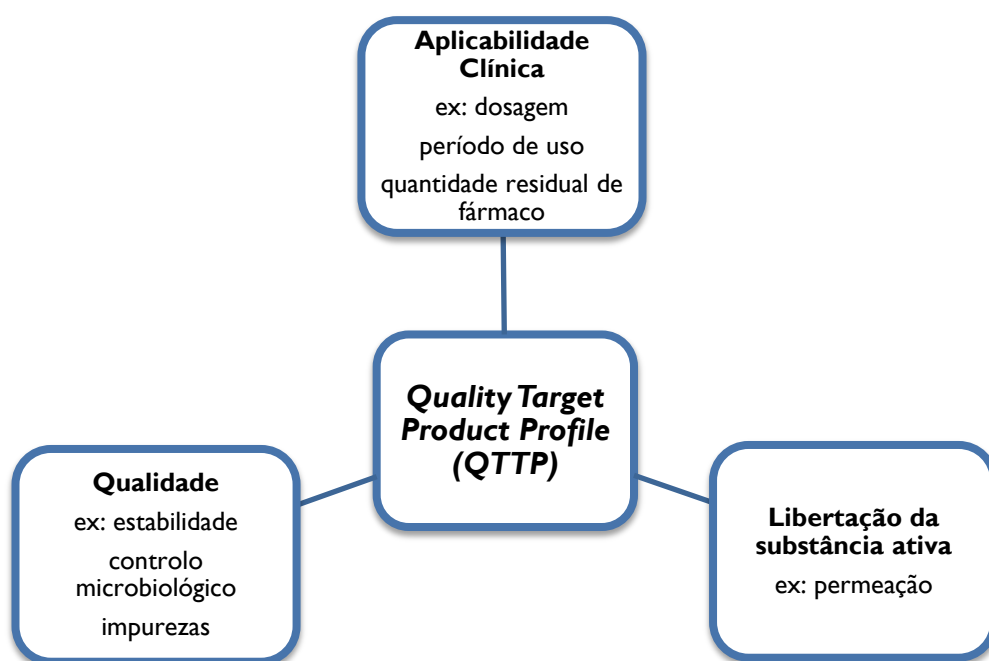 Aplicabilidade
Clínica
ex: dosagem
período de uso
quantidade residual de
fármaco
Quality Target
Product Profile
(QTTP)
Qualidade
ex: estabilidade
controlo
microbiológico
impurezas
Libertação da
substância ativa
ex: permeação